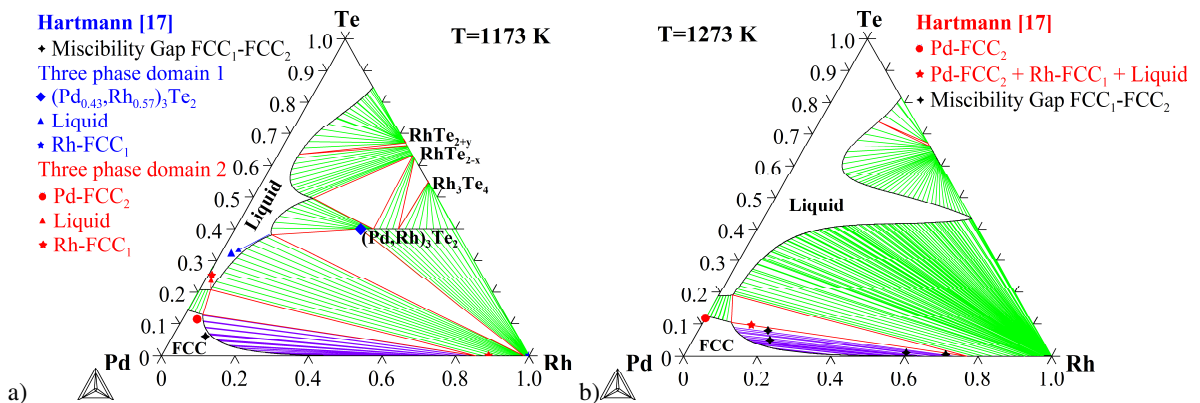 Hartmann [17]
Miscibility Gap FCC1-FCC2
Three phase domain 1
(Pd0.43,Rh0.57)3Te2
Liquid
Rh-FCC1
Three phase domain 2
Pd-FCC2
Liquid
Rh-FCC1
a)
Te
T=1173 K
1.0
0.9
0.8
0.7
0.6
0.5
0.4
0.3
0.2
0.1
0
Pd
Liquid
FCC
RhTe2+y
RhTe2-x
Rh3Te4
(Pd,Rh)3Te2
Rh
0
0.2
0.4
0.6
0.8
1.0
b)
T=1273 K
Te
Hartmann [17]
Pd-FCC2
Pd-FCC2 + Rh-FCC1 + Liquid
Miscibility Gap FCC1-FCC2
1.0
0.9
0.8
0.7
0.6
0.5
0.4
0.3
0.2
0.1
0
Pd
Liquid
FCC
Rh
0
0.2
0.4
0.6
0.8
1.0